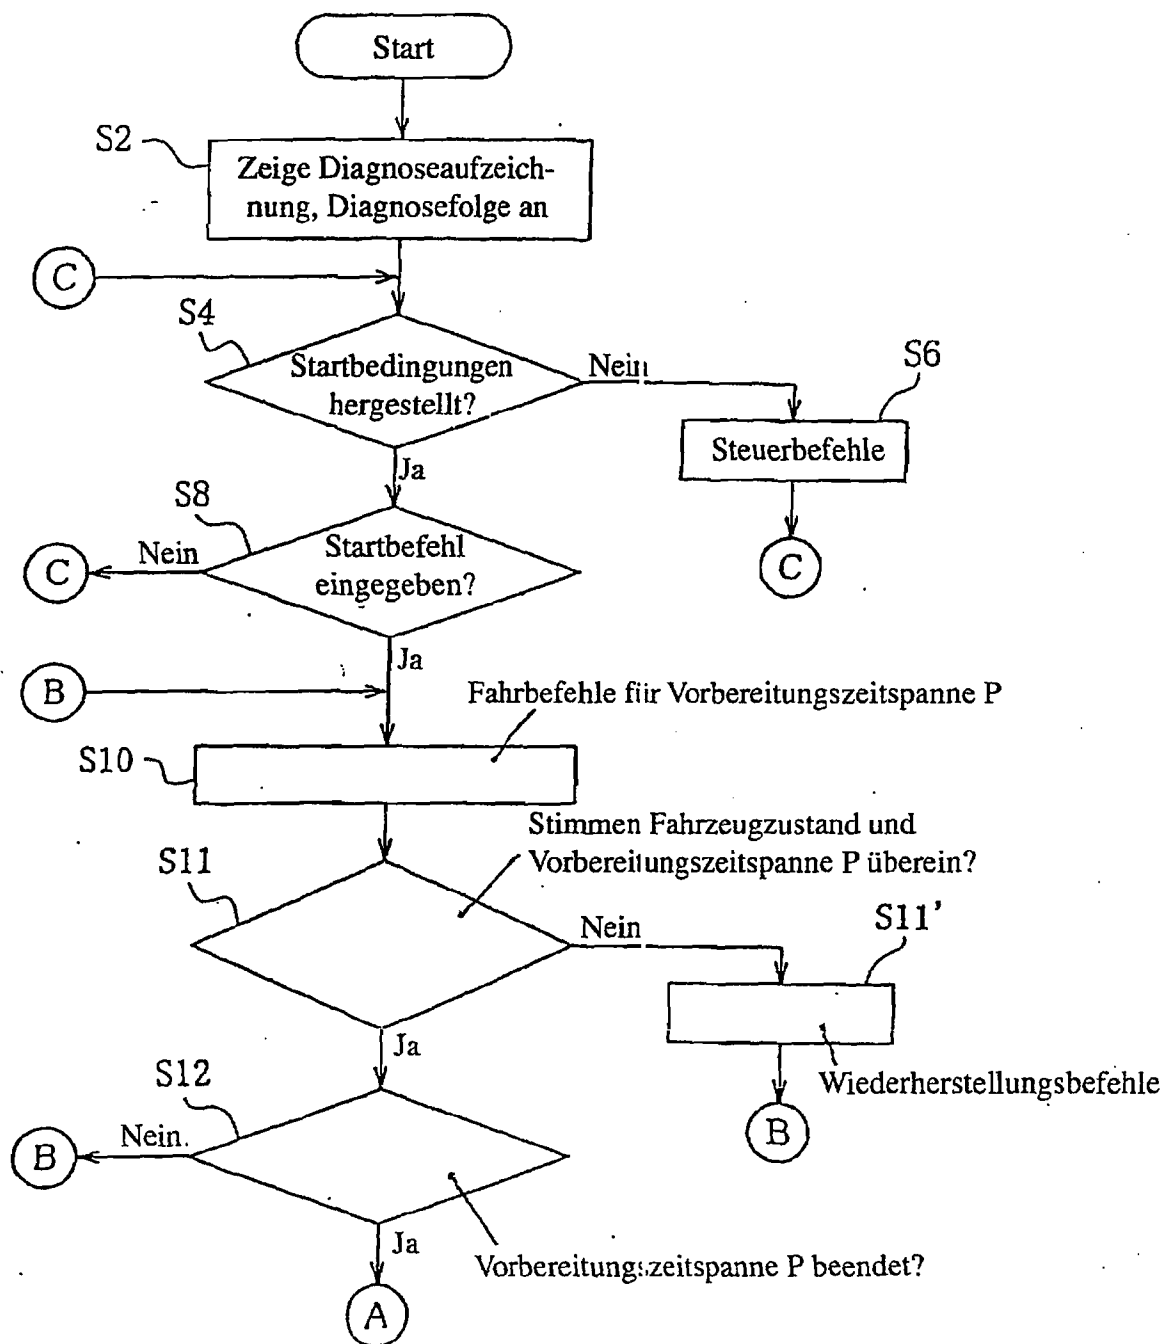 Start
S2
Zeige Diagnoseaufzeich-
nung, Diagnosefolge an
C
S4
Startbedingungen
hergestellt?
Nein
S6
Steuerbefehle
C
Ja
S8
Startbefehl
eingegeben?
Nein
C
Ja
B
Fahrbefehle für Vorbereitungszeitspanne P
S10
Stimmen Fahrzeugzustand und
Vorbereitungszeitspanne P überein?
S11
Nein
S11'
Wiederherstellungsbefehle
B
Ja
S12
Nein
B
Vorbereitungszeitspanne P beendet?
Ja
A